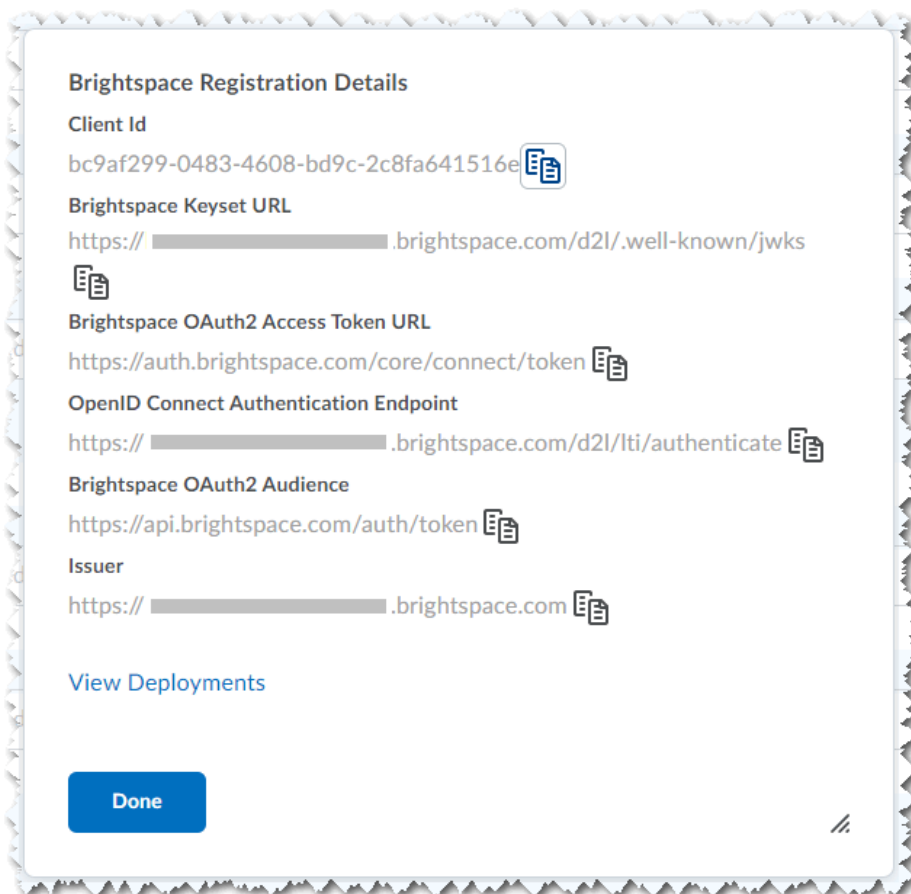 Brightspace Registration Details
Client Id
bc9af299-0483-4608-bd9c-2c8fa641516e
Brightspace Keyset URL
https:// .brightspace.com/d2l/.well-known/jwks
Brightspace OAuth2 Access Token URL
https://auth.brightspace.com/core/connect/token
OpenID Connect Authentication Endpoint
https:// .brightspace.com/d2l/lti/authenticate
Brightspace OAuth2 Audience
https://api.brightspace.com/auth/token
Issuer
https:// .brightspace.com
View Deployments
Done